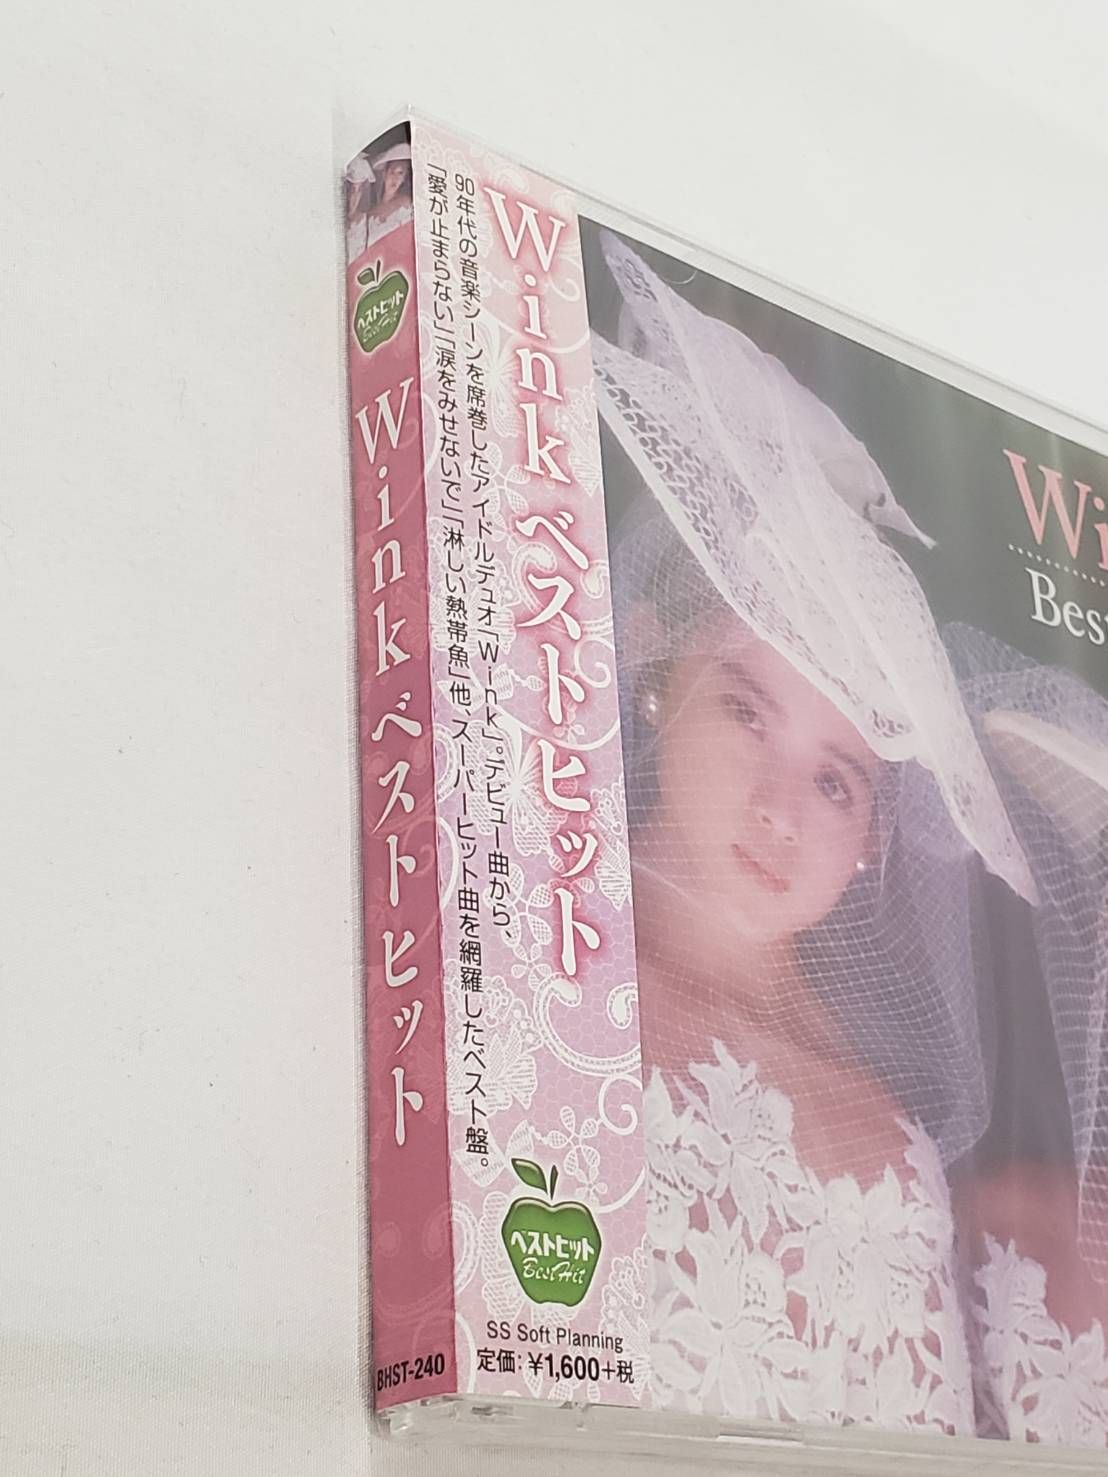 ベストヒット
Best Hit
Wink ベストヒット
BHST-240
Wink ベストヒット
90年代の音楽シーンを席巻したアイドルデュオ「Wink」。デビュー曲から、
「愛が止まらない」「涙をみせないで」「淋しい熱帯魚」他、スーパーヒット曲を網羅したベスト盤。
ベストヒット
Best Hit
SS Soft Planning
定価:¥1,600+税
Wi
Bes